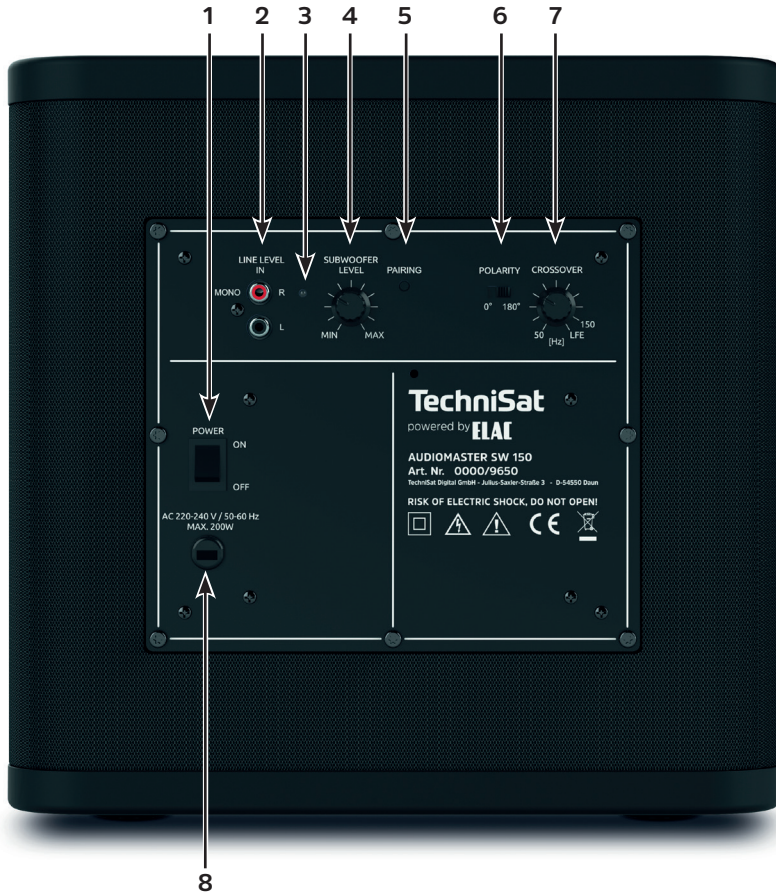 1 2 3 4 5 6 7
LINE LEVEL
IN
SUBWOOFER
LEVEL
PAIRING
POLARITY
CROSSOVER
MONO
R
L
MIN
MAX
0° 180°
50
[Hz]
LFE
150
POWER
ON
OFF
AC 220-240 V / 50-60 Hz
MAX. 200W
TechniSat
powered by ELAC
AUDIOMASTER SW 150
Art. Nr. 0000/9650
TechniSat Digital GmbH - Julius-Saxler-Straße 3 - D-54550 Daun
RISK OF ELECTRIC SHOCK, DO NOT OPEN!
CE
8